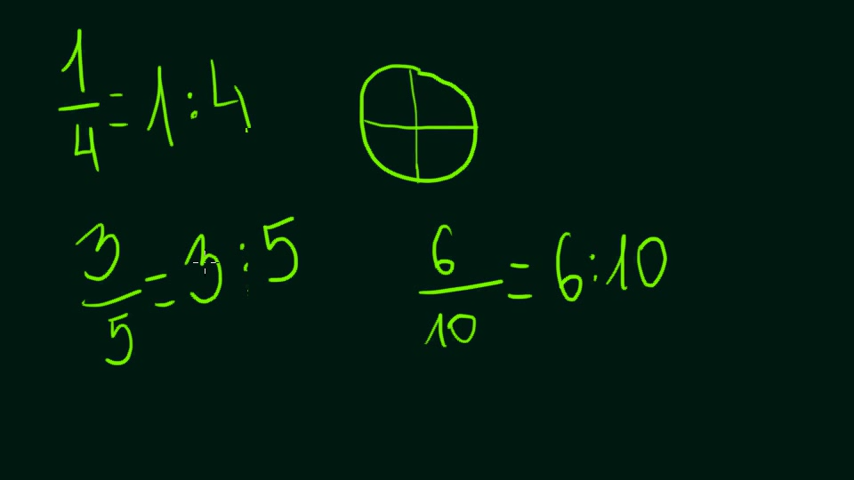 1/4 = 1:4
3/5 = 3:5
6/10 = 6:10